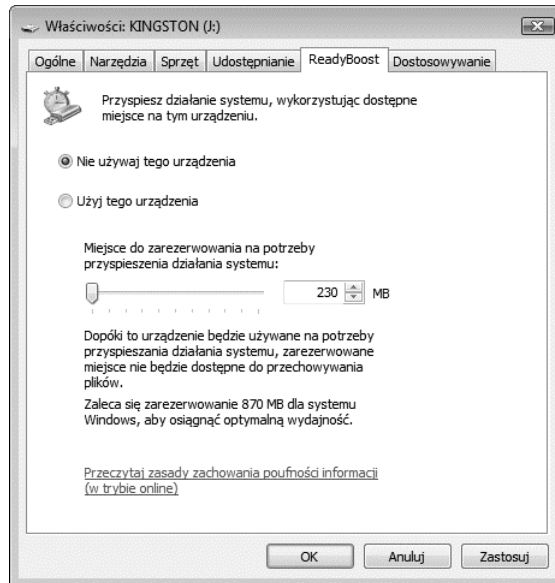 Właściwości: KINGSTON (J:)
Ogólne Narzędzia Sprzęt Udostępnianie ReadyBoost Dostosowywanie
Przyspiesz działanie systemu, wykorzystując dostępne
miejsce na tym urządzeniu.
Nie używaj tego urządzenia
Użyj tego urządzenia
Miejsce do zarezerwowania na potrzeby
przyspieszenia działania systemu:
230 MB
Dopóki to urządzenie będzie używane na potrzeby
przyspieszania działania systemu, zarezerwowane
miejsce nie będzie dostępne do przechowywania
plików.
Zaleca się zarezerwowanie 870 MB dla systemu
Windows, aby osiągnąć optymalną wydajność.
Przeczytaj zasady zachowania poufności informacji
(w trybie online)
OK Anuluj Zastosuj